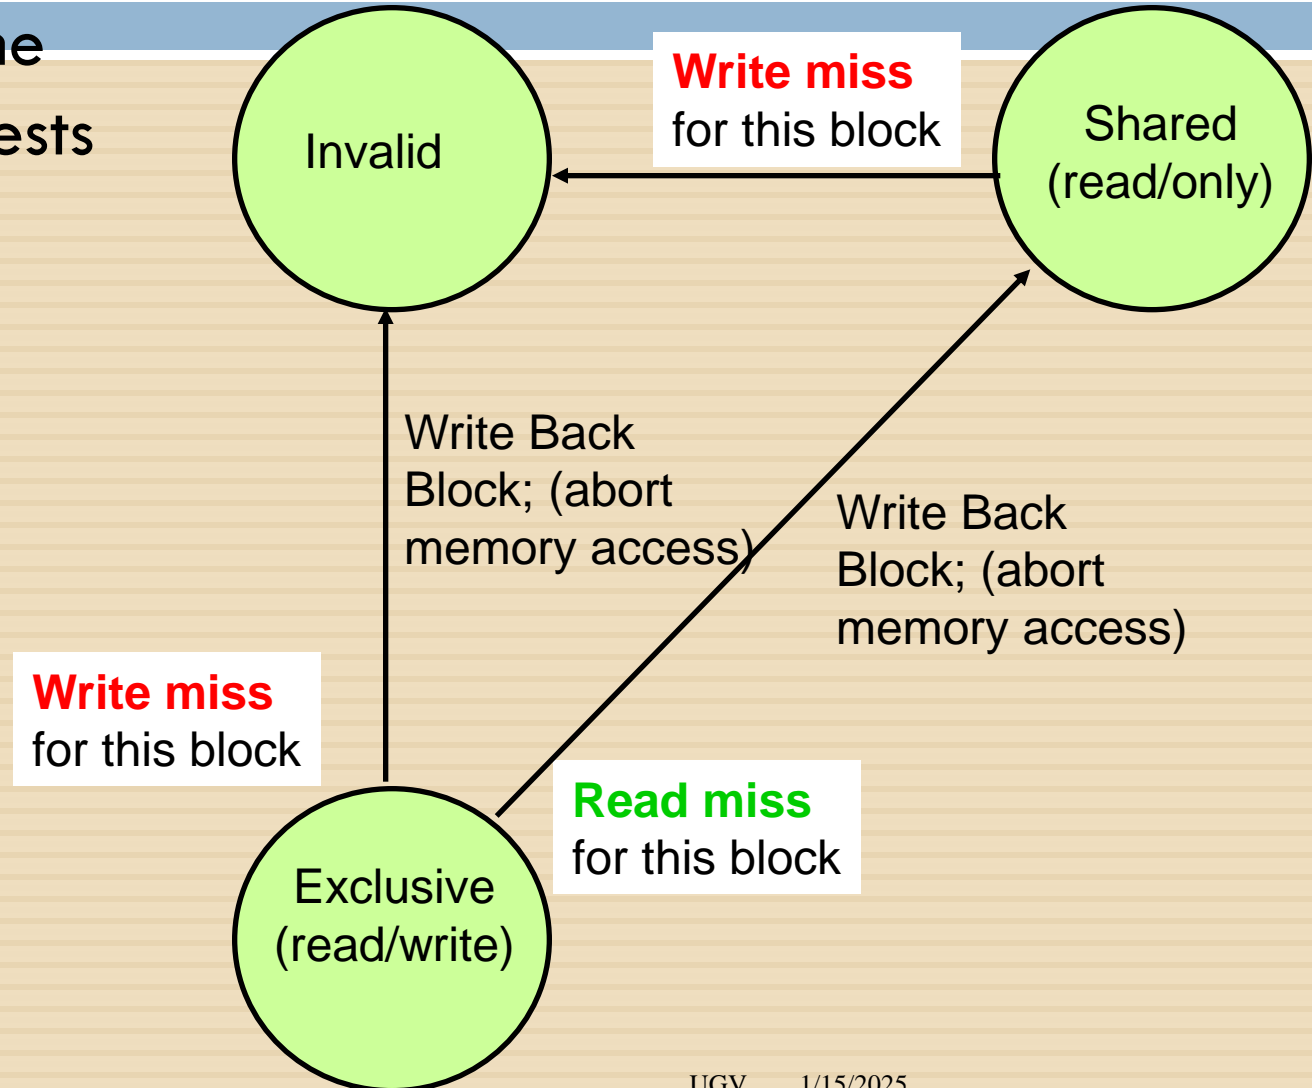 ests
Invalid
Write miss
for this block
Shared
(read/only)
Write Back
Block; (abort
memory access)
Write Back
Block; (abort
memory access)
Write miss
for this block
Read miss
for this block
Exclusive
(read/write)
UGV 1/15/2025